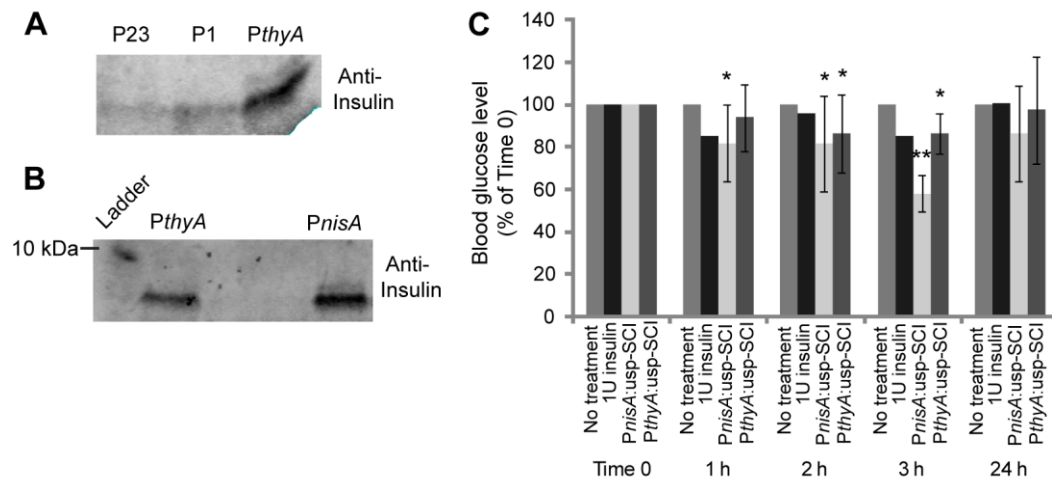 A
P23 P1 PthyA
Anti-
Insulin
B
Ladder
PthyA PnisA
10 kDa
Anti-
Insulin
C
Blood glucose level
(% of Time 0)
140
120
100
80
60
40
20
0
* * * ** *
No treatment
1U insulin
PnisA:usp-SCI
PthyA:usp-SCI
No treatment
1U insulin
PnisA:usp-SCI
PthyA:usp-SCI
No treatment
1U insulin
PnisA:usp-SCI
PthyA:usp-SCI
No treatment
1U insulin
PnisA:usp-SCI
PthyA:usp-SCI
No treatment
1U insulin
PnisA:usp-SCI
PthyA:usp-SCI
Time 0 1 h 2 h 3 h 24 h